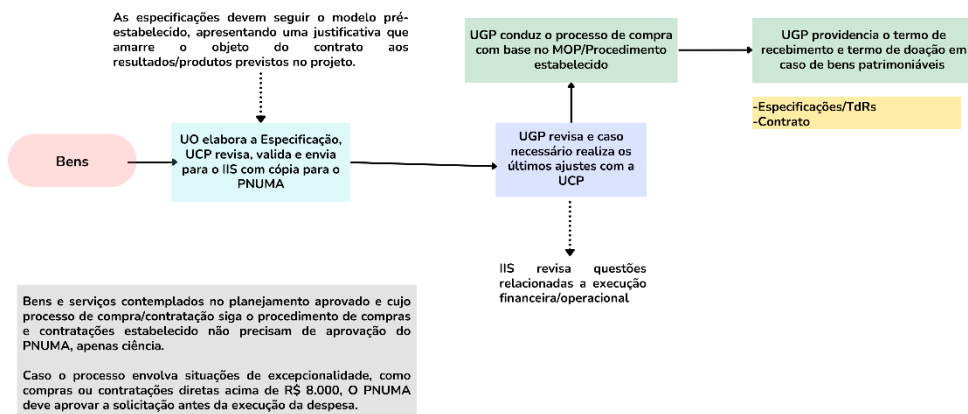 As especificações devem seguir o modelo pré-
estabelecido, apresentando uma justificativa que
amarre o objeto do contrato aos
resultados/produtos previstos no projeto.
UGP conduz o processo de compra
com base no MOP/Procedimento
estabelecido
UGP providencia o termo de
recebimento e termo de doação em
caso de bens patrimoniáveis
-Especificações/TdRs
-Contrato
Bens
UO elabora a Especificação,
UCP revisa, valida e envia
para o IIS com cópia para o
PNUMA
UGP revisa e caso
necessário realiza os
últimos ajustes com a
UCP
IIS revisa questões
relacionadas a execução
financeira/operacional
Bens e serviços contemplados no planejamento aprovado e cujo
processo de compra/contratação siga o procedimento de compras
e contratações estabelecido não precisam de aprovação do
PNUMA, apenas ciência.
Caso o processo envolva situações de excepcionalidade, como
compras ou contratações diretas acima de R$ 8.000, O PNUMA
deve aprovar a solicitação antes da execução da despesa.